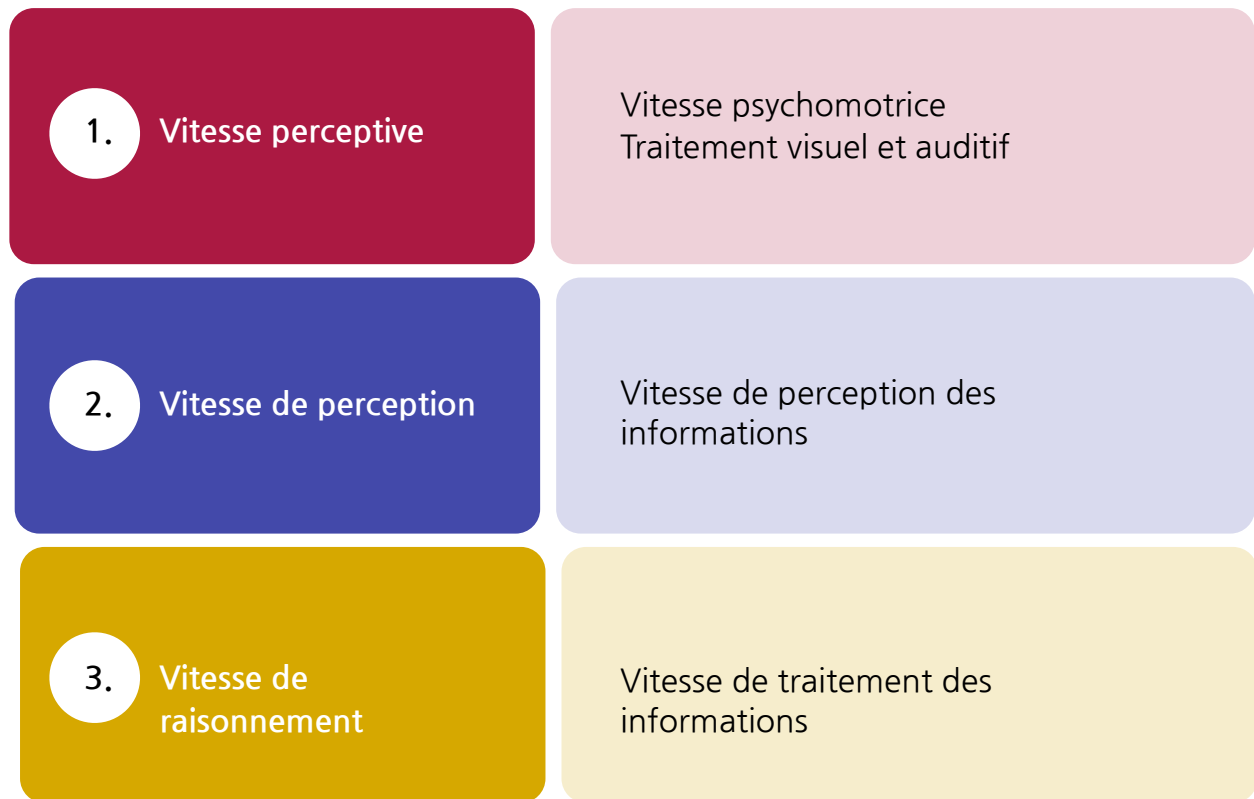 1. Vitesse perceptive
Vitesse psychomotrice
Traitement visuel et auditif
2. Vitesse de perception
Vitesse de perception des
informations
3. Vitesse de
raisonnement
Vitesse de traitement des
informations